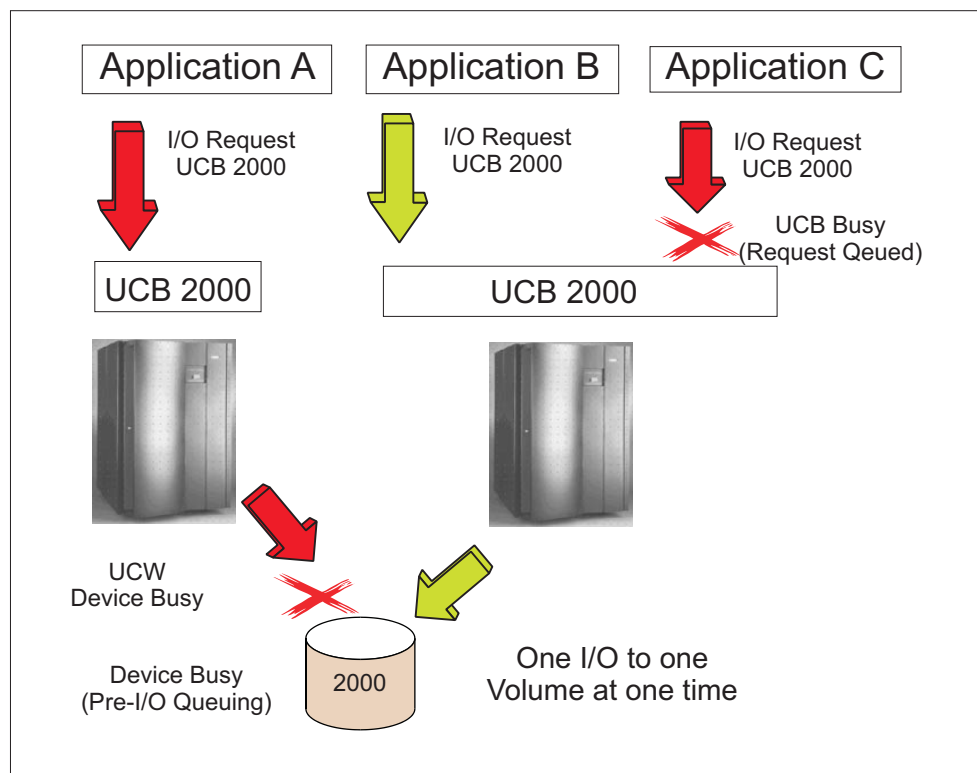 Application A
Application B
Application C
I/O Request
UCB 2000
I/O Request
UCB 2000
I/O Request
UCB 2000
UCB Busy
(Request Qeued)
UCB 2000
UCB 2000
UCW
Device Busy
Device Busy
(Pre-I/O Queuing)
2000
One I/O to one
Volume at one time